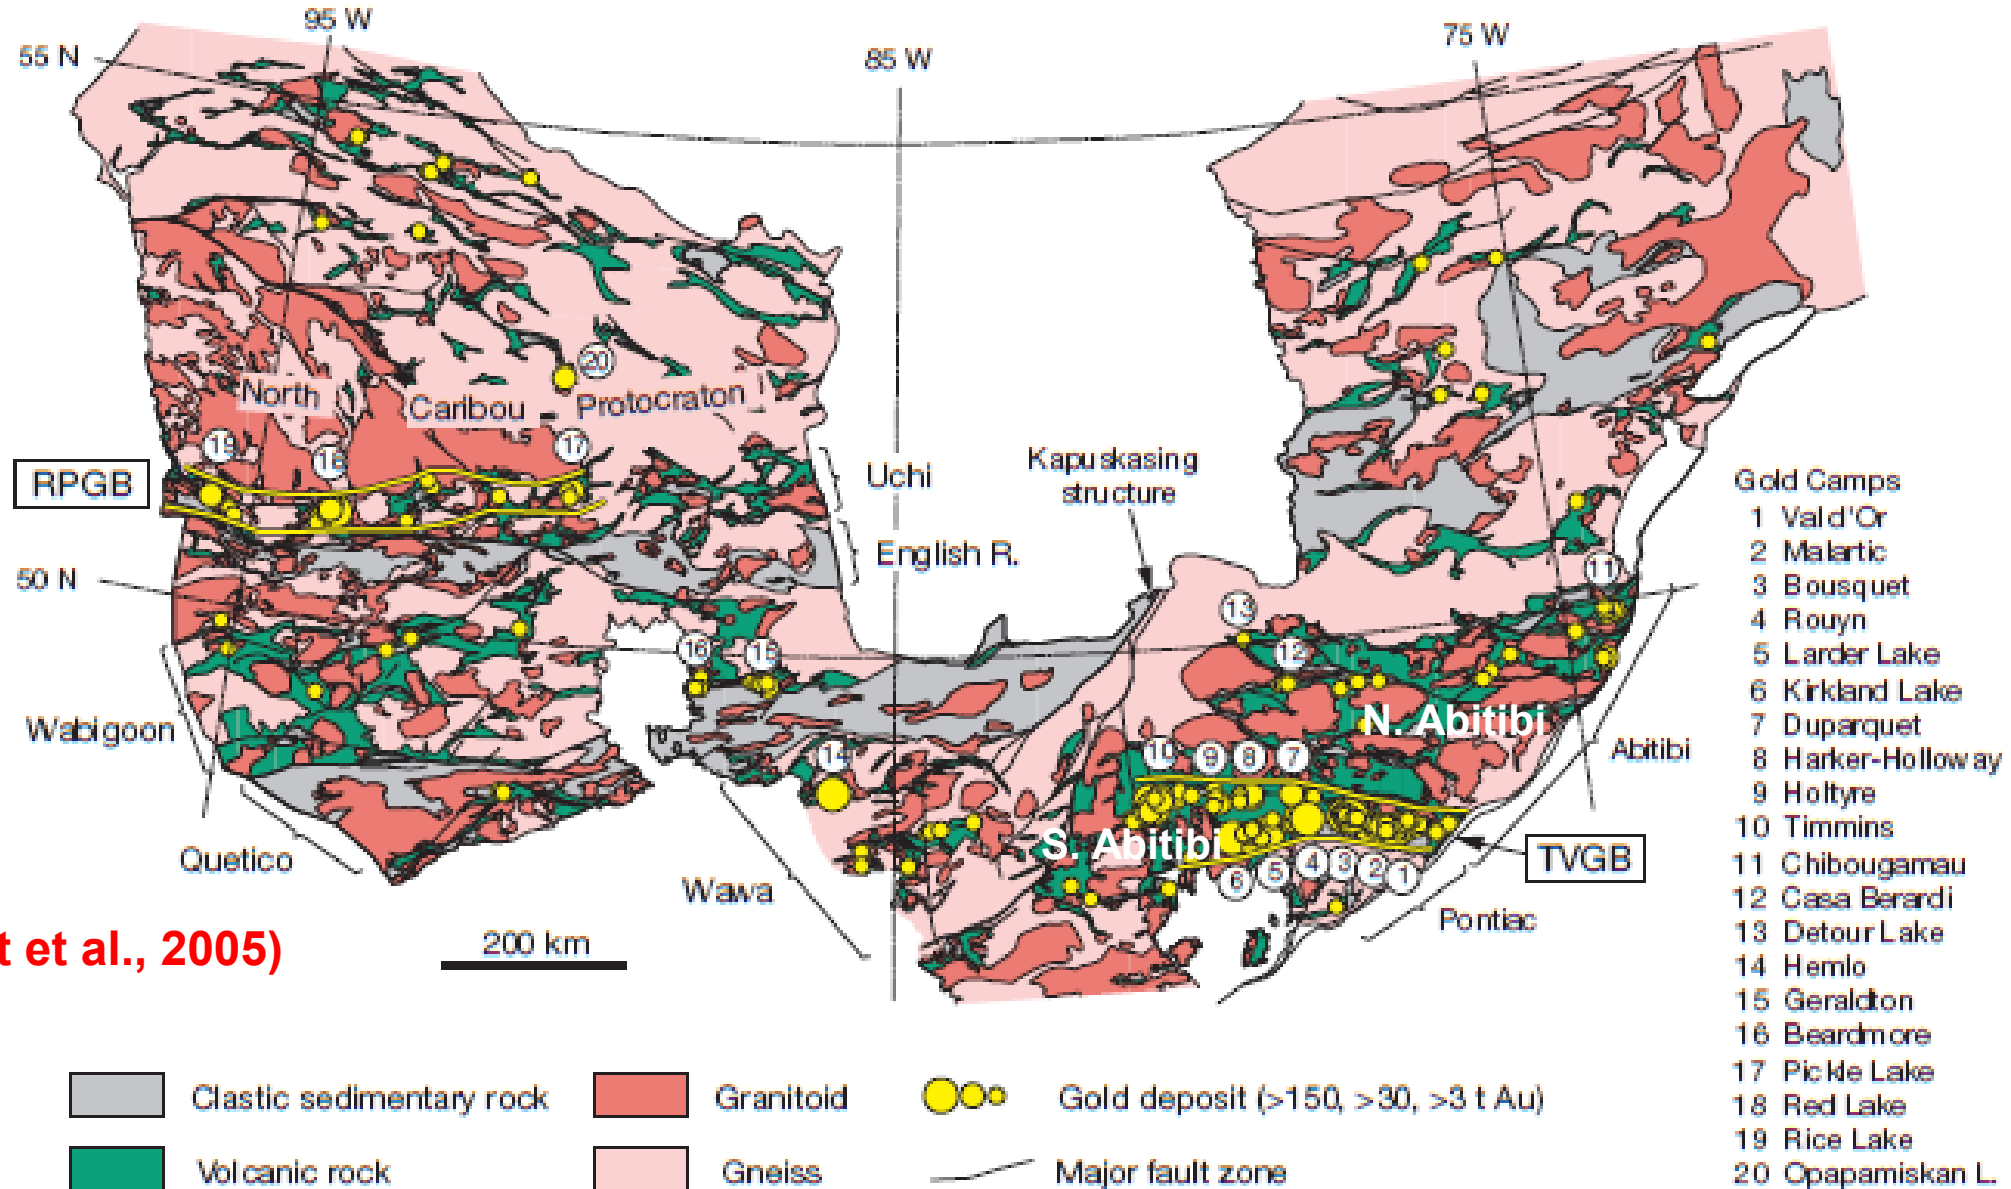 95 W
55 N
85 W
75 W
North
Caribou
Protocraton
20
19
18
17
RPGB
Uchi
English R.
Kapuskasing
structure
50 N
11
13
12
16
15
Wabigoon
Quetico
14
Wawa
10
9
8
7
N. Abitibi
S. Abitibi
Abitibi
6
5
4
3
2
1
TVGB
Pontiac
t et al., 2005)
200 km
Gold Camps
1 Val d'Or
2 Malartic
3 Bousquet
4 Rouyn
5 Larder Lake
6 Kirkland Lake
7 Duparquet
8 Harker-Holloway
9 Holtyre
10 Timmins
11 Chibougamau
12 Casa Berardi
13 Detour Lake
14 Hemlo
15 Geraldton
16 Beardmore
17 Pickle Lake
18 Red Lake
19 Rice Lake
20 Opapamiskan L.
Clastic sedimentary rock
Granitoid
Gold deposit (>150, >30, >3 t Au)
Volcanic rock
Gneiss
Major fault zone